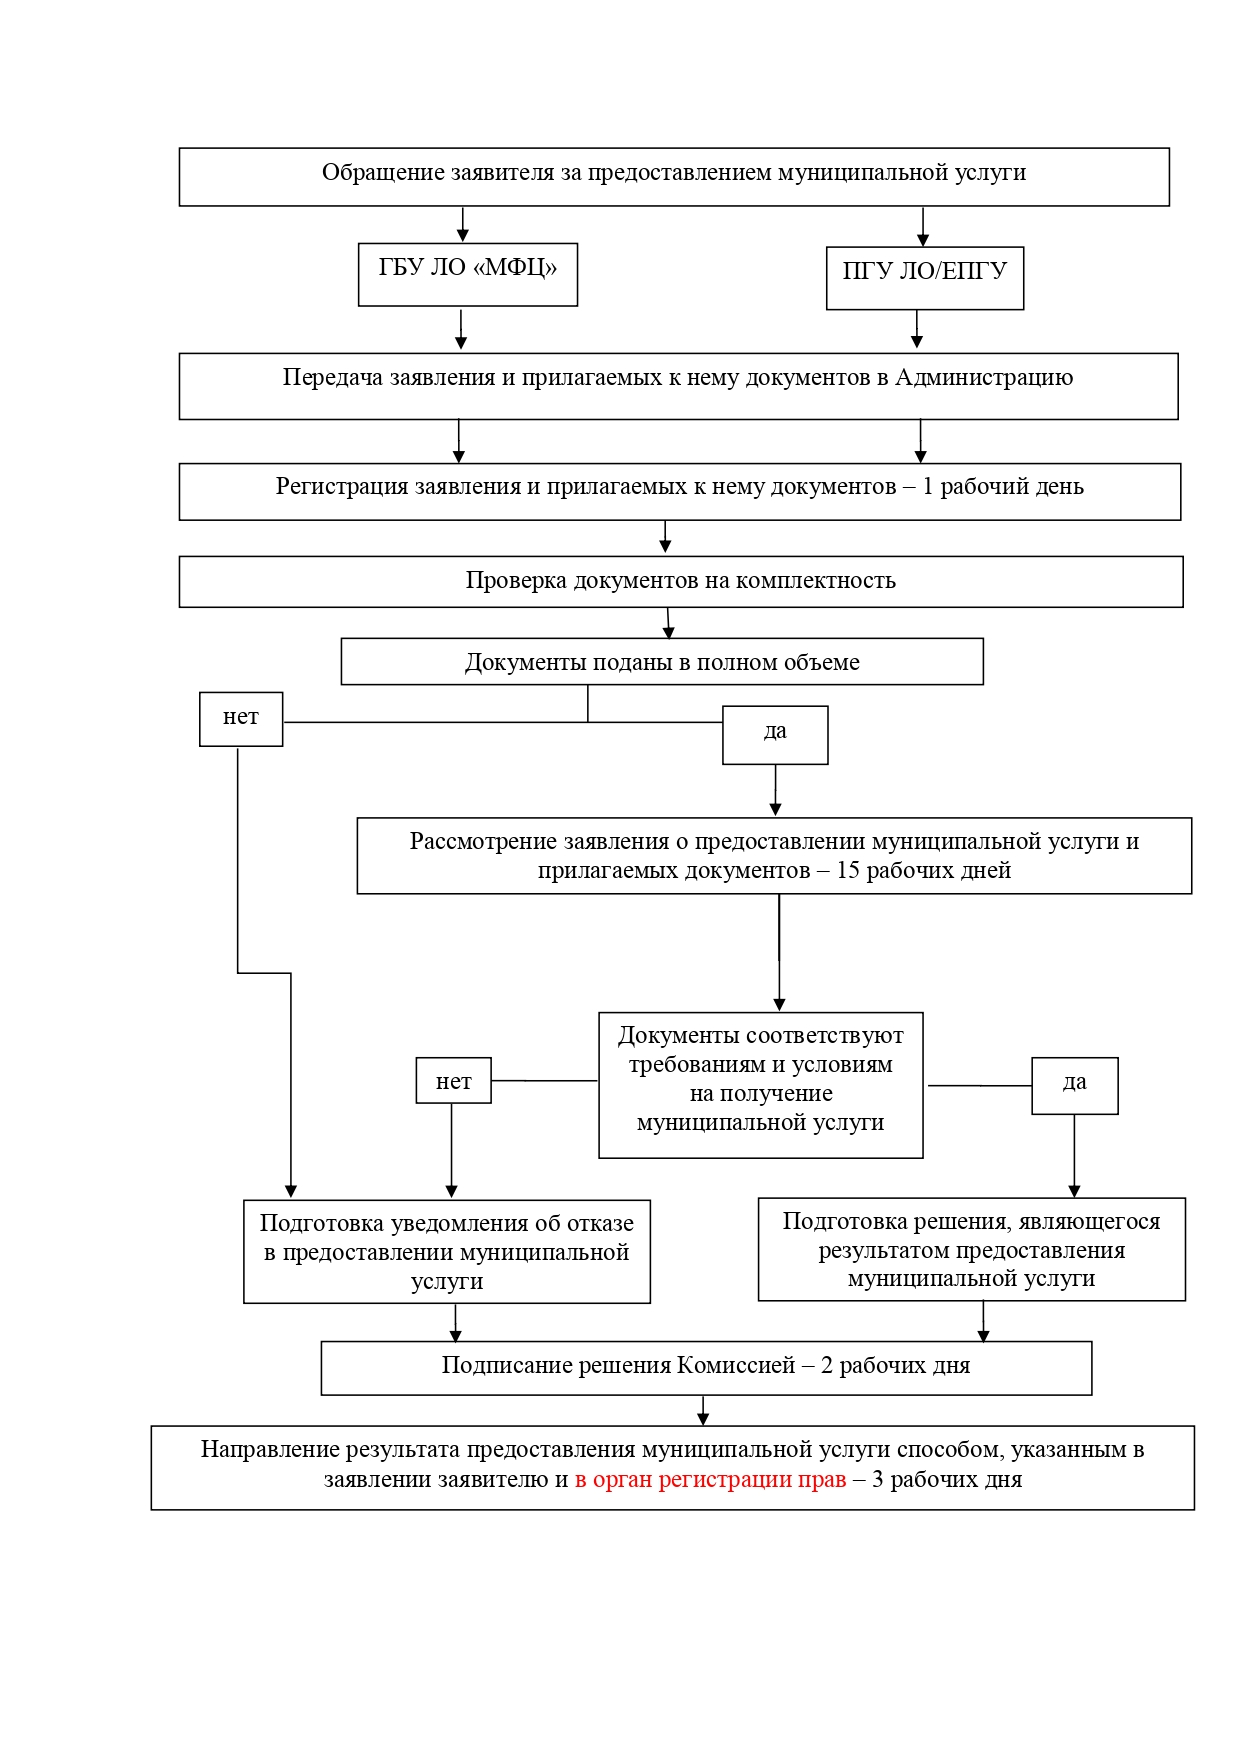 Обращение заявителя за предоставлением муниципальной услуги
ГБУ ЛО «МФЦ»
ПГУ ЛО/ЕПГУ
Передача заявления и прилагаемых к нему документов в Администрацию
Регистрация заявления и прилагаемых к нему документов – 1 рабочий день
Проверка документов на комплектность
Документы поданы в полном объеме
нет
да
Рассмотрение заявления о предоставлении муниципальной услуги и
прилагаемых документов – 15 рабочих дней
Документы соответствуют
требованиям и условиям
на получение
муниципальной услуги
нет
да
Подготовка уведомления об отказе
в предоставлении муниципальной
услуги
Подготовка решения, являющегося
результатом предоставления
муниципальной услуги
Подписание решения Комиссией – 2 рабочих дня
Направление результата предоставления муниципальной услуги способом, указанным в
заявлении заявителю и в орган регистрации прав – 3 рабочих дня